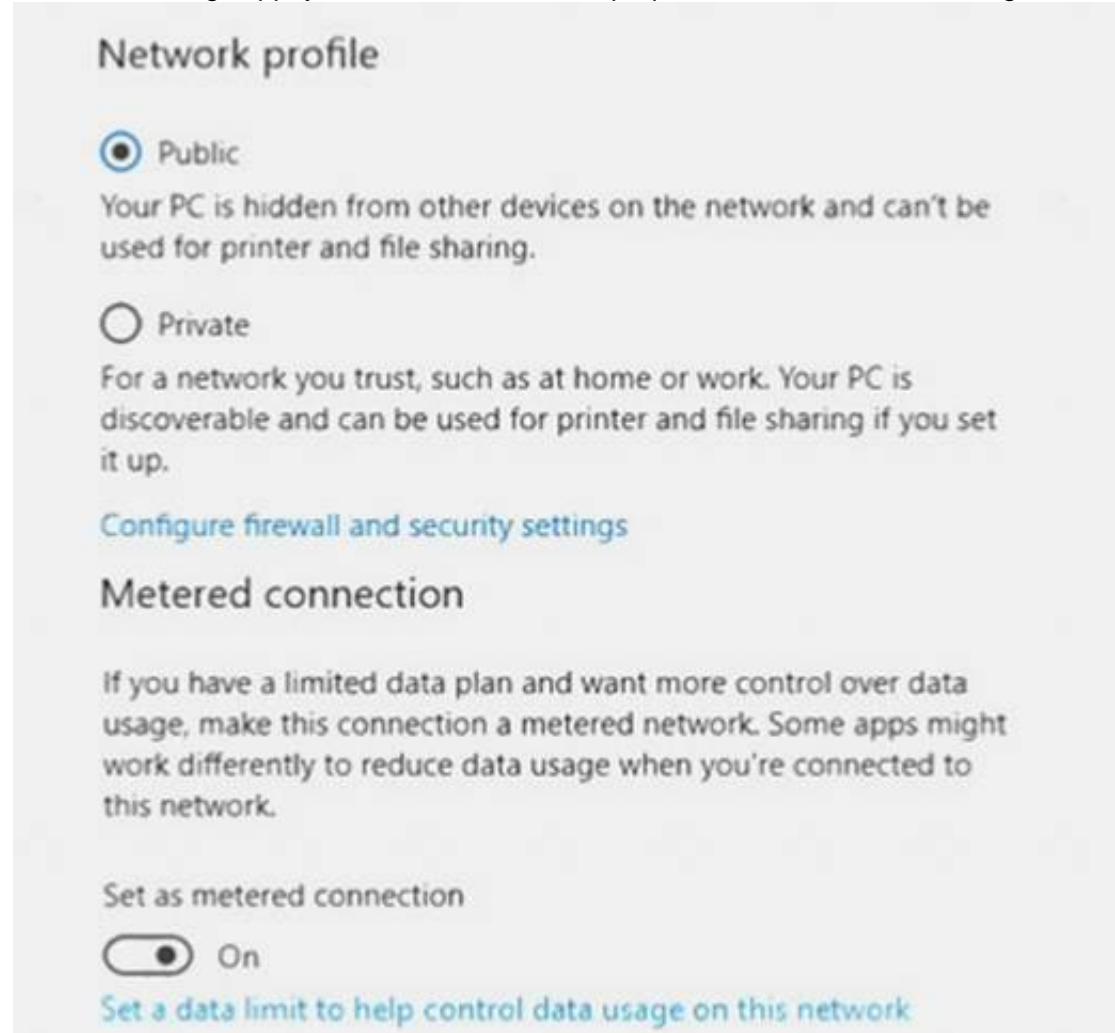 Network profile
Public
Your PC is hidden from other devices on the network and can't be
used for printer and file sharing.
Private
For a network you trust, such as at home or work. Your PC is
discoverable and can be used for printer and file sharing if you set
it up.
Configure firewall and security settings
Metered connection
If you have a limited data plan and want more control over data
usage, make this connection a metered network. Some apps might
work differently to reduce data usage when you're connected to
this network.
Set as metered connection
On
Set a data limit to help control data usage on this network